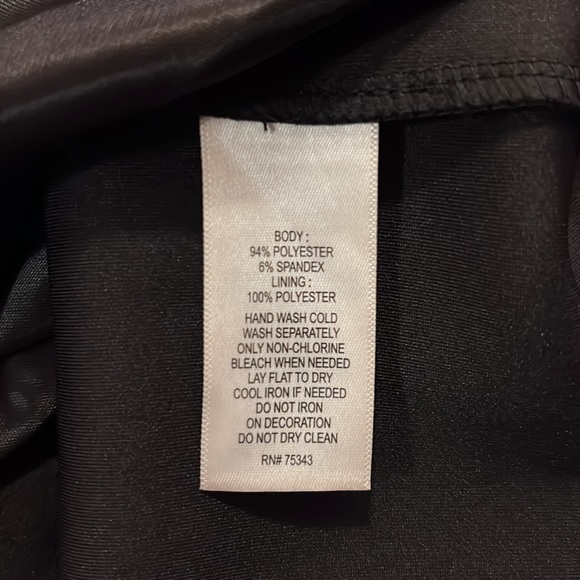 BODY :
94% POLYESTER
6% SPANDEX
LINING :
100% POLYESTER
HAND WASH COLD
WASH SEPARATELY
ONLY NON-CHLORINE
BLEACH WHEN NEEDED
LAY FLAT TO DRY
COOL IRON IF NEEDED
DO NOT IRON
ON DECORATION
DO NOT DRY CLEAN
RN# 75343